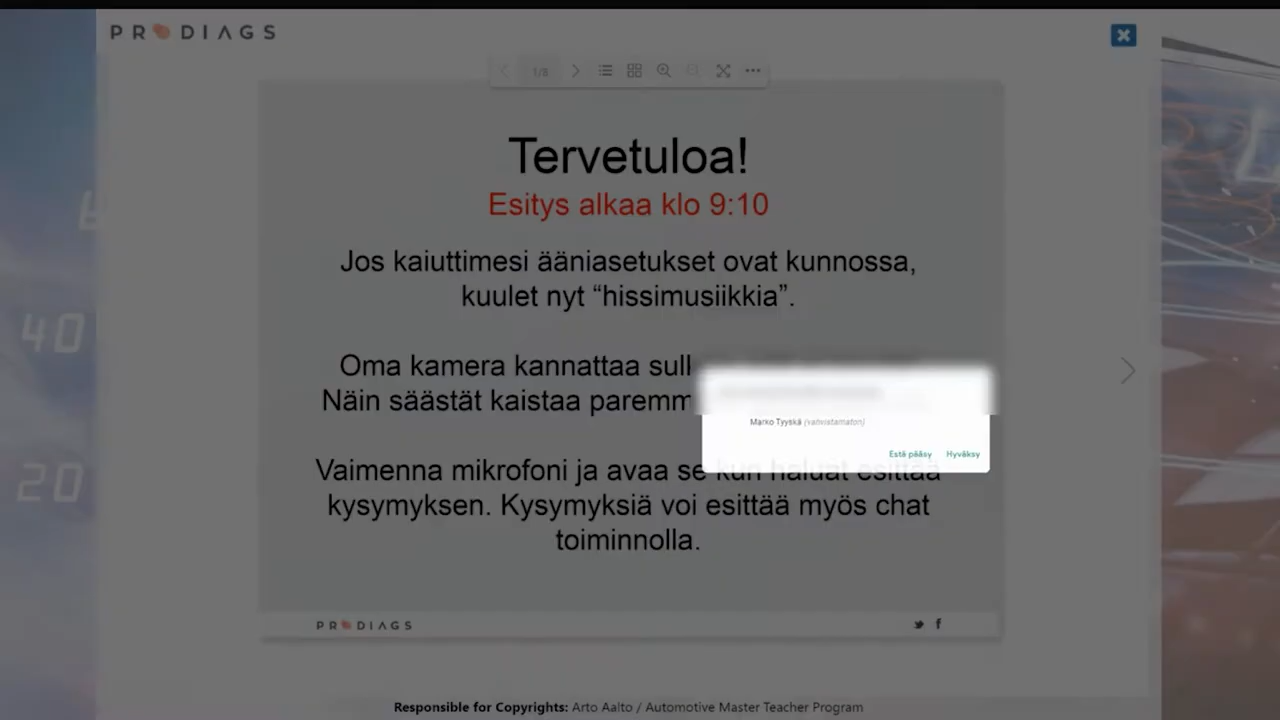 PRODIAGS
1/8
Tervetuloa!
Esitys alkaa klo 9:10
Jos kaiuttimesi ääniasetukset ovat kunnossa,
kuulet nyt “hissimusiikkia”.
Oma kamera kannattaa
Näin säästät kaistaa
Marko Tyyskä (vahvistamaton)
Estä pääsy Hyväksy
Vaimenna mikrofoni ja avaa se kun haluat esittää
kysymyksen. Kysymyksiä voi esittää myös chat
toiminnolla.
PRODIAGS
Responsible for Copyrights: Arto Aalto / Automotive Master Teacher Program
40
20